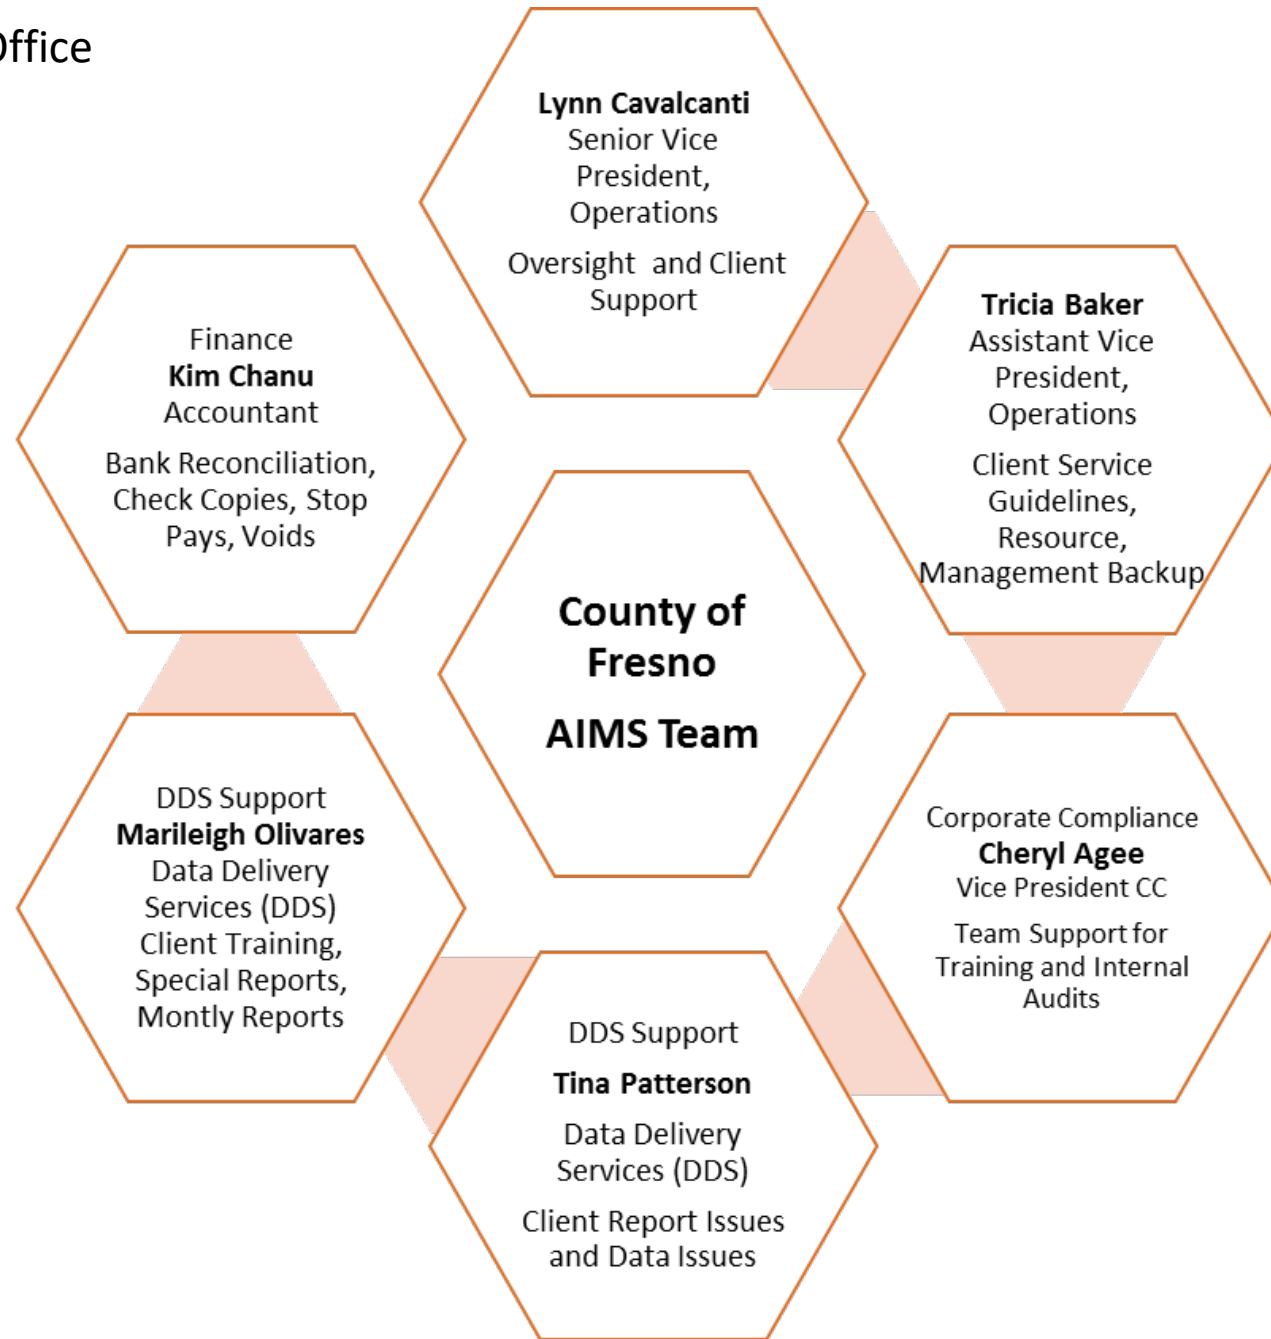 Office
Lynn Cavalcanti
Senior Vice
President,
Operations
Oversight and Client
Support
Tricia Baker
Assistant Vice
President,
Operations
Client Service
Guidelines,
Resource,
Management Backup
Corporate Compliance
Cheryl Agee
Vice President CC
Team Support for
Training and Internal
Audits
DDS Support
Tina Patterson
Data Delivery
Services (DDS)
Client Report Issues
and Data Issues
DDS Support
Marileigh Olivares
Data Delivery
Services (DDS)
Client Training,
Special Reports,
Montly Reports
Finance
Kim Chanu
Accountant
Bank Reconciliation,
Check Copies, Stop
Pays, Voids
County of
Fresno
AIMS Team